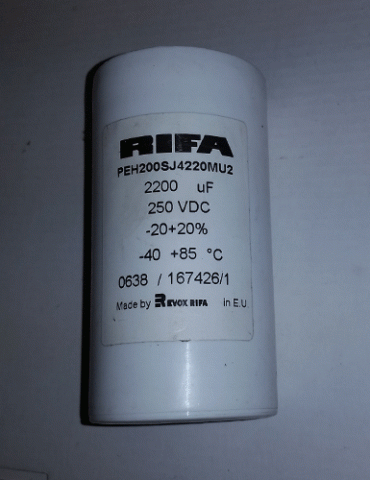 RIFA
PEH200SJ4220MU2
2200 uF
250 VDC
-20+20%
-40 +85 °C
0638 / 167426/1
Made by EVOX RIFA in E.U